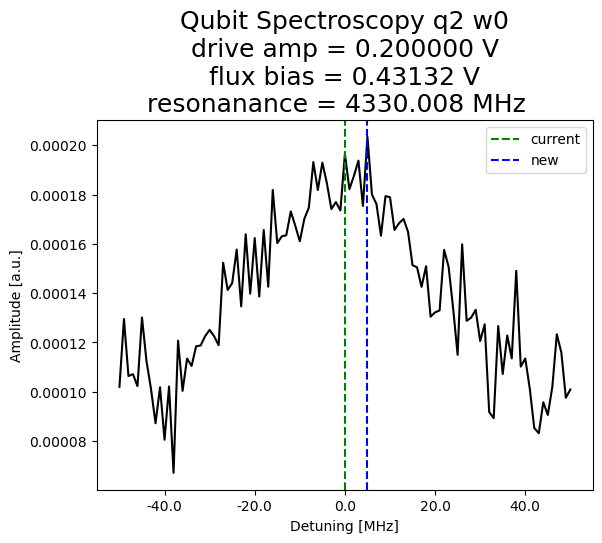 Qubit Spectroscopy q2 w0
drive amp = 0.200000 V
flux bias = 0.43132 V
resonanance = 4330.008 MHz
current
new
0.00020
0.00018
0.00016
0.00014
0.00012
0.00010
0.00008
Amplitude [a.u.]
-40.0 -20.0 0.0 20.0 40.0
Detuning [MHz]